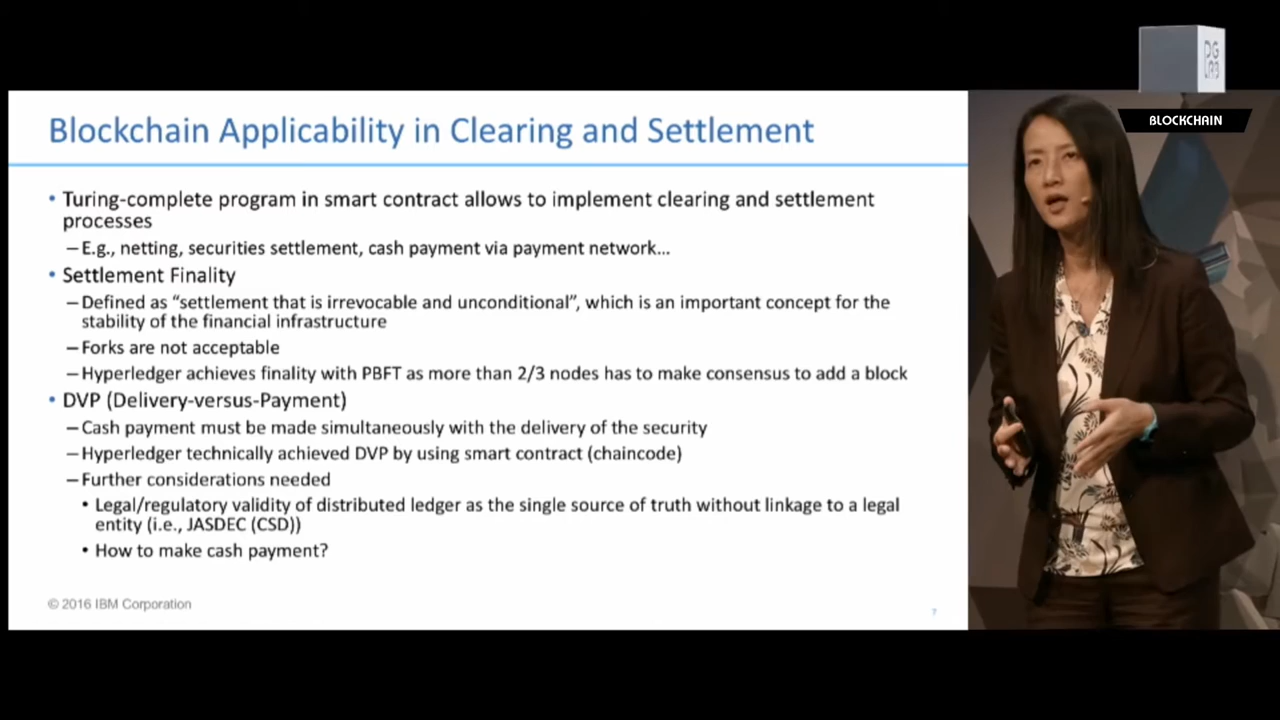 DG
LAB
BLOCKCHAIN
Blockchain Applicability in Clearing and Settlement
• Turing-complete program in smart contract allows to implement clearing and settlement
processes
– E.g., netting, securities settlement, cash payment via payment network...
• Settlement Finality
– Defined as “settlement that is irrevocable and unconditional”, which is an important concept for the
stability of the financial infrastructure
– Forks are not acceptable
– Hyperledger achieves finality with PBFT as more than 2/3 nodes has to make consensus to add a block
• DVP (Delivery-versus-Payment)
– Cash payment must be made simultaneously with the delivery of the security
– Hyperledger technically achieved DVP by using smart contract (chaincode)
– Further considerations needed
• Legal/regulatory validity of distributed ledger as the single source of truth without linkage to a legal
entity (i.e., JASDEC (CSD))
• How to make cash payment?
© 2016 IBM Corporation
7